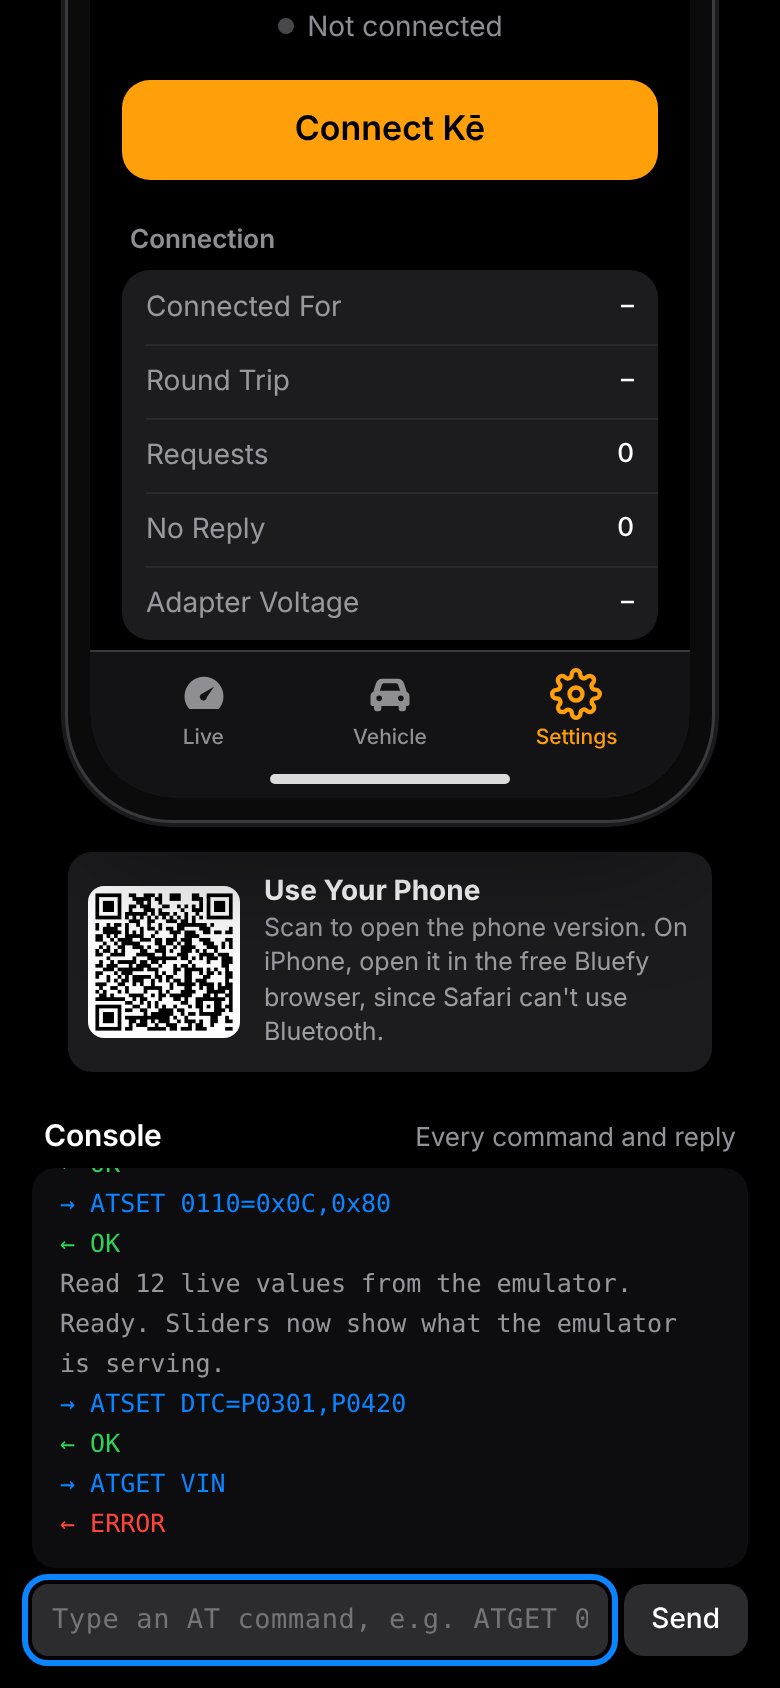 Not connected
Connect Kē
Connection
Connected For –
Round Trip –
Requests 0
No Reply 0
Adapter Voltage –
Live Vehicle Settings
Use Your Phone
Scan to open the phone version. On
iPhone, open it in the free Bluefy
browser, since Safari can't use
Bluetooth.
Console Every command and reply
← OK
→ ATSET 0110=0x0C,0x80
← OK
Read 12 live values from the emulator.
Ready. Sliders now show what the emulator
is serving.
→ ATSET DTC=P0301,P0420
← OK
→ ATGET VIN
← ERROR
Type an AT command, e.g. ATGET 0
Send